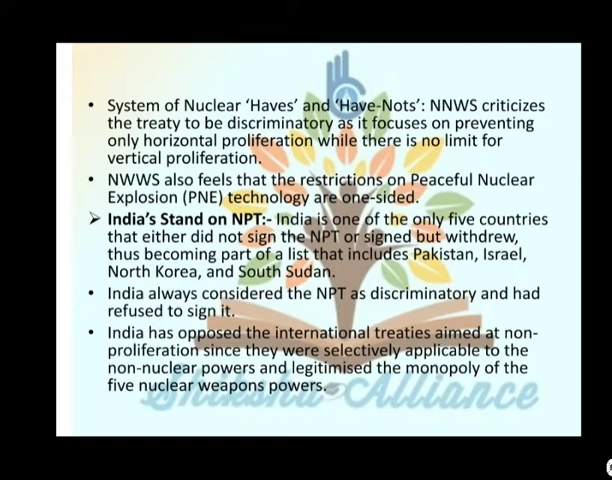 • System of Nuclear ‘Haves’ and ‘Have-Nots’: NNWS criticizes
the treaty to be discriminatory as it focuses on preventing
only horizontal proliferation while there is no limit for
vertical proliferation.
• NWWS also feels that the restrictions on Peaceful Nuclear
Explosion (PNE) technology are one-sided.
➢ India’s Stand on NPT:- India is one of the only five countries
that either did not sign the NPT or signed but withdrew,
thus becoming part of a list that includes Pakistan, Israel,
North Korea, and South Sudan.
• India always considered the NPT as discriminatory and had
refused to sign it.
• India has opposed the international treaties aimed at non-
proliferation since they were selectively applicable to the
non-nuclear powers and legitimised the monopoly of the
five nuclear weapons powers.
Shiksha Alliance